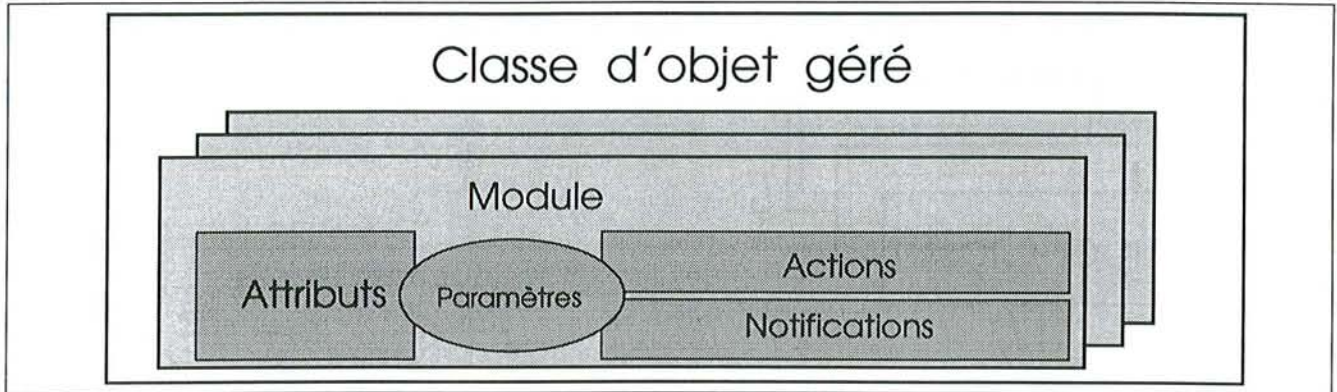 Classe d'objet géré
Module
Attributs
Paramètres
Actions
Notifications